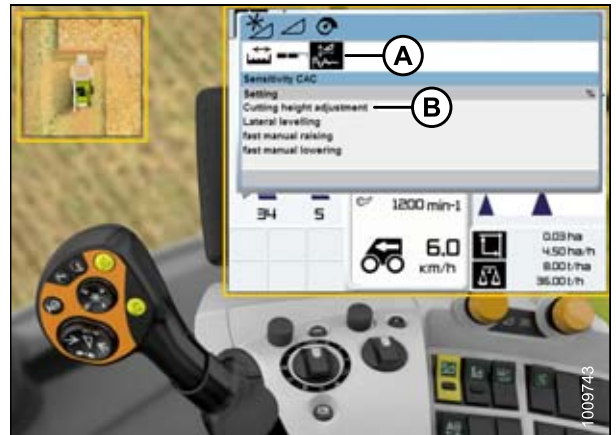 A
Sensitivity CAC
Setting %
Cutting height adjustment
B
Lateral levelling
fast manual raising
fast manual lowering
34 5
1200 min-1
6.0
km/h
0.03 ha
4.50 ha/h
8.00 t/ha
36.00 t/h
1009743